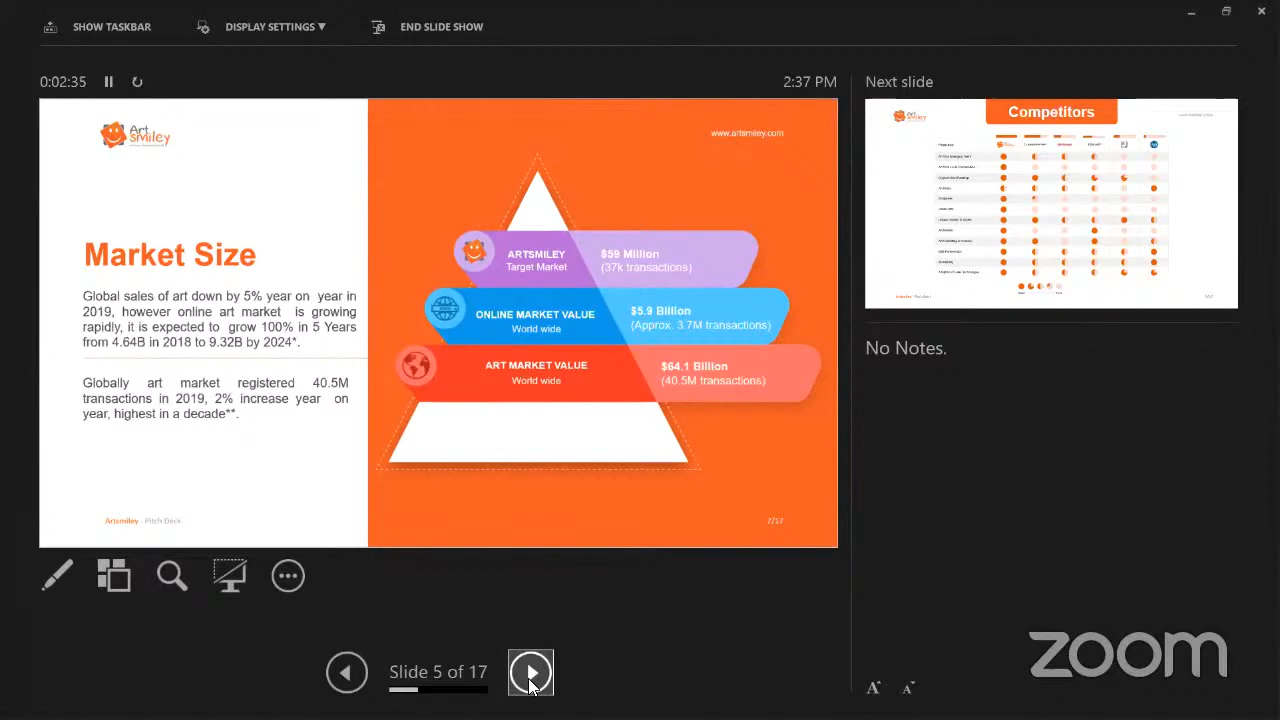 SHOW TASKBAR
DISPLAY SETTINGS ▼
END SLIDE SHOW
0:02:35
2:37 PM
Next slide
Art
smiley
www.artsmiley.com
Market Size
Global sales of art down by 5% year on year in
2019, however online art market is growing
rapidly, it is expected to grow 100% in 5 Years
from 4.64B in 2018 to 9.32B by 2024*.
Globally art market registered 40.5M
transactions in 2019, 2% increase year on
year, highest in a decade**.
ARTSMILEY
Target Market
$59 Million
(37k transactions)
ONLINE MARKET VALUE
World wide
$5.9 Billion
(Approx. 3.7M transactions)
ART MARKET VALUE
World wide
$64.1 Billion
(40.5M transactions)
Artsmiley - Pitch Deck
7/17
Competitors
No Notes.
Slide 5 of 17
A
A
zoom